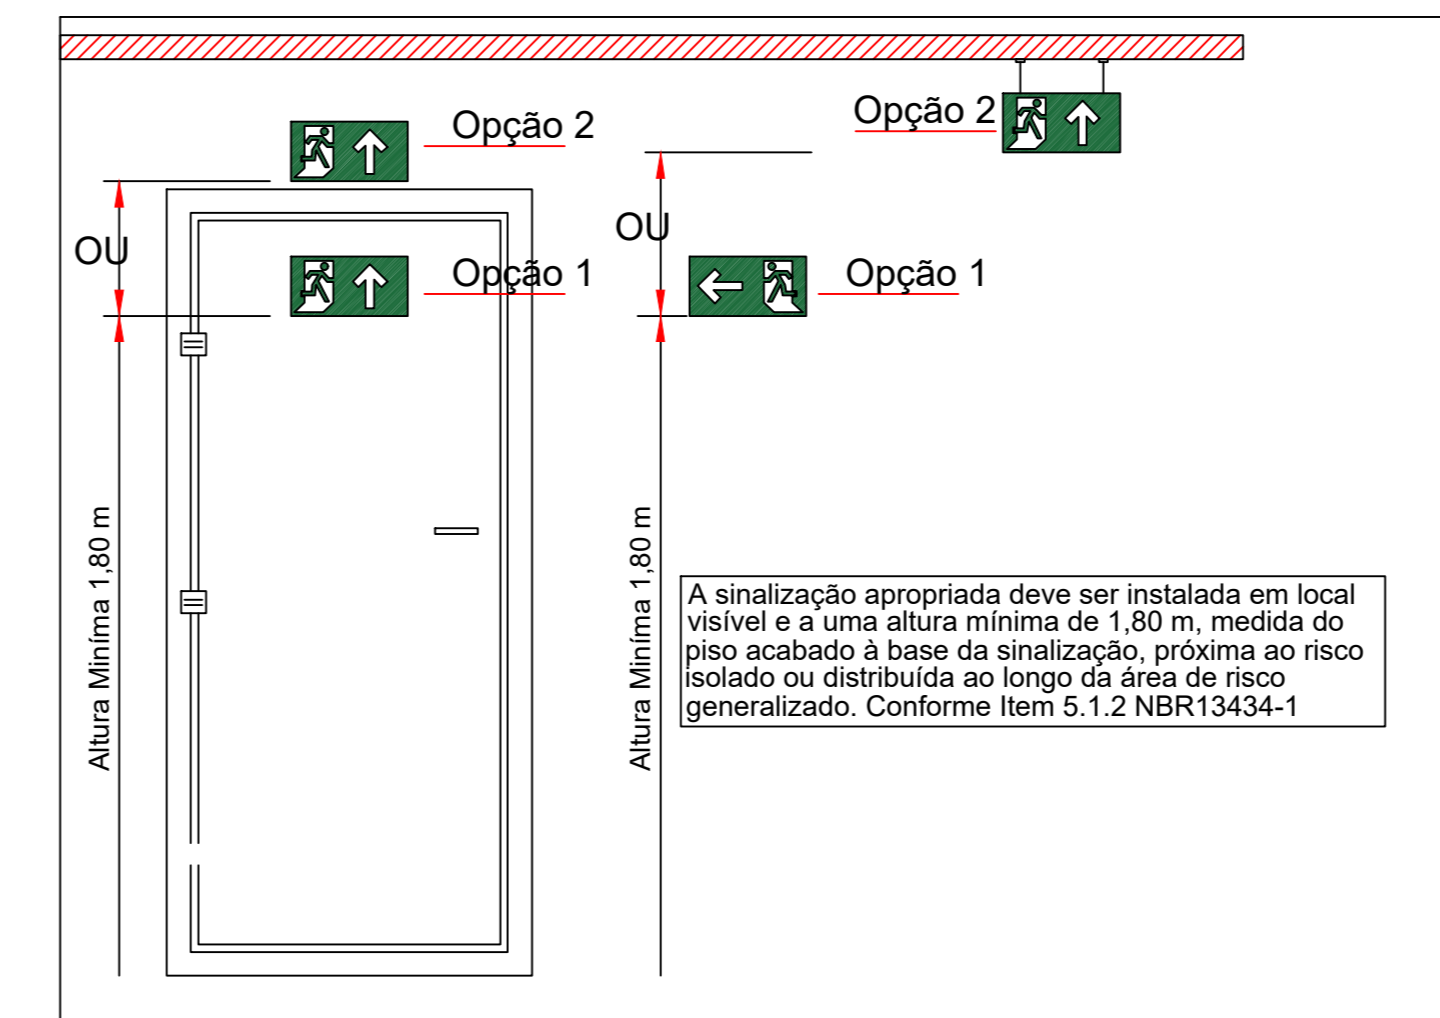 Opção 2
Opção 2
OU
OU
Opção 1
Opção 1
Altura Miníma 1,80 m
Altura Miníma 1,80 m
A sinalização apropriada deve ser instalada em local
visível e a uma altura mínima de 1,80 m, medida do
piso acabado à base da sinalização, próxima ao risco
isolado ou distribuída ao longo da área de risco
generalizado. Conforme Item 5.1.2 NBR13434-1